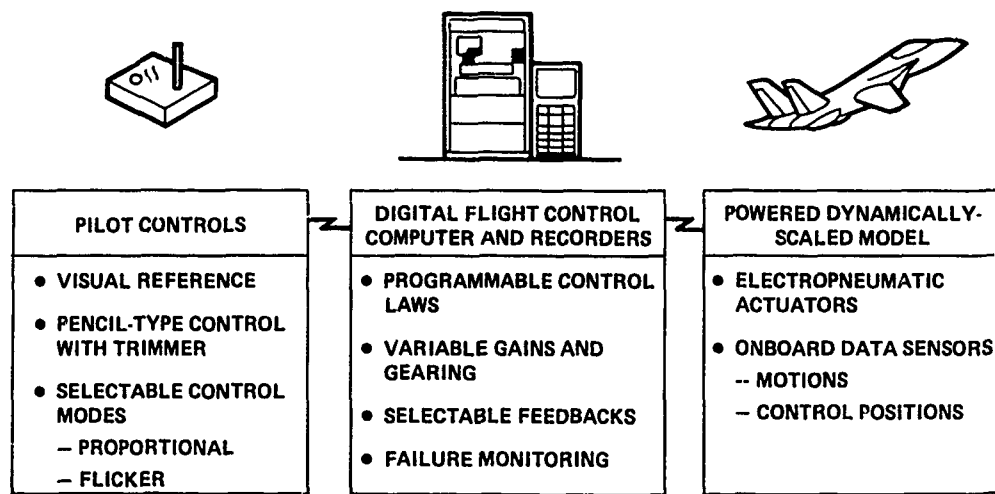 PILOT CONTROLS
● VISUAL REFERENCE
● PENCIL-TYPE CONTROL
WITH TRIMMER
● SELECTABLE CONTROL
MODES
– PROPORTIONAL
– FLICKER
DIGITAL FLIGHT CONTROL
COMPUTER AND RECORDERS
● PROGRAMMABLE CONTROL
LAWS
● VARIABLE GAINS AND
GEARING
● SELECTABLE FEEDBACKS
● FAILURE MONITORING
POWERED DYNAMICALLY-
SCALED MODEL
● ELECTROPNEUMATIC
ACTUATORS
● ONBOARD DATA SENSORS
-- MOTIONS
– CONTROL POSITIONS